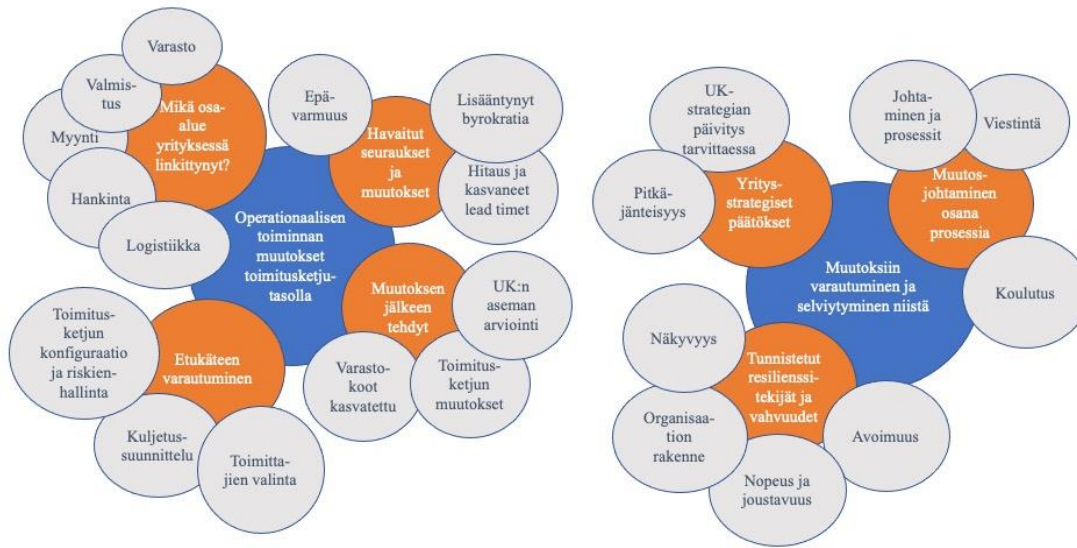 Varasto
Valmis-
tus
Myynti
Hankinta
Logistiikka
Mikä osa-
alue
yrityksessä
linkittynyt?
Epä-
varmuus
Lisääntynyt
byrokratia
Hitaus ja
kasvaneet
lead timet
Havaitut
seuraukset
ja
muutokset
Operationaalisen
toiminnan
muutokset
toimitusketju-
tasolla
Muutoksen
jälkeen
tehdyt
UK:n
aseman
arviointi
Toimitus-
ketjun
muutokset
Varasto-
koot
kasvatettu
Etukäteen
varautuminen
Toimitus-
ketjun
konfiguraatio
ja riskien-
hallinta
Kuljetus-
suunnittelu
Toimitta-
jien valinta
UK-
strategian
päivitys
tarvittaessa
Pitkä-
jänteisyys
Yritys-
strategiset
päätökset
Johta-
minen ja
prosessit
Viestintä
Muutos-
johtaminen
osana
prosessia
Koulutus
Muutoksiin
varautuminen ja
selviytyminen niistä
Näkyvyys
Tunnistetut
resilienssi-
tekijät ja
vahvuudet
Organisaa-
tion
rakenne
Nopeus ja
joustavuus
Avoimuus